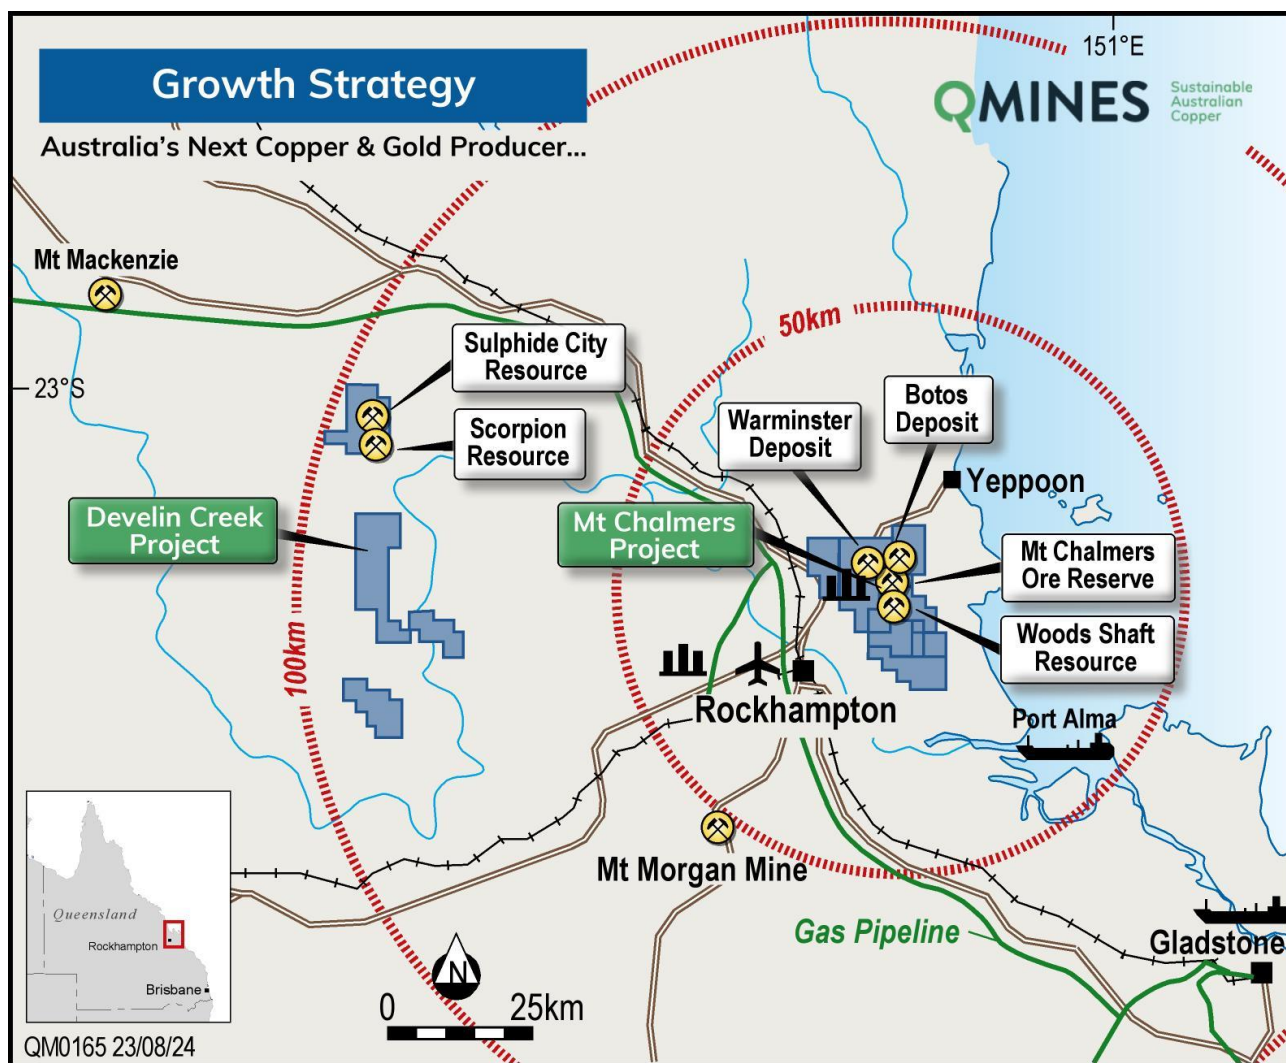 Growth Strategy
Australia's Next Copper & Gold Producer...
151°E
QMINES
Sustainable
Australian
Copper
Mt Mackenzie
23°S
50km
100km
Sulphide City
Resource
Scorpion
Resource
Warminster
Deposit
Botos
Deposit
Yeppoon
Develin Creek
Project
Mt Chalmers
Project
Mt Chalmers
Ore Reserve
Woods Shaft
Resource
Rockhampton
Port Alma
Mt Morgan Mine
Gas Pipeline
Gladstone
Queensland
Rockhampton
Brisbane
N
0 25km
QM0165 23/08/24